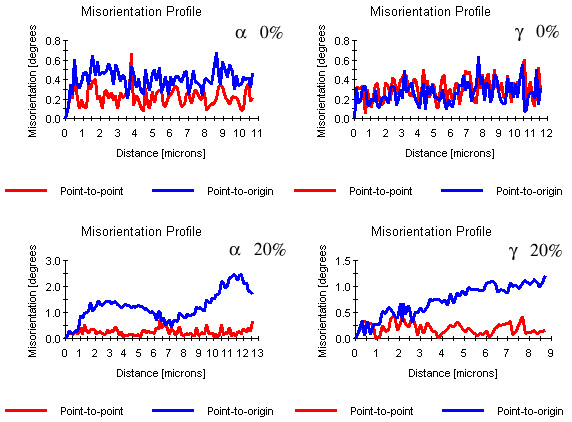 Misorientation Profile
α 0%
Misorientation [degrees
0.8
0.6
0.4
0.2
0.0
0 1 2 3 4 5 6 7 8 9 10 11
Distance [microns]
Point-to-point Point-to-origin
Misorientation Profile
γ 0%
Misorientation [degrees
0.8
0.6
0.4
0.2
0.0
0 1 2 3 4 5 6 7 8 9 10 11 12
Distance [microns]
Point-to-point Point-to-origin
Misorientation Profile
α 20%
Misorientation [degrees
3.0
2.0
1.0
0.0
0 1 2 3 4 5 6 7 8 9 10 11 12 13
Distance [microns]
Point-to-point Point-to-origin
Misorientation Profile
γ 20%
Misorientation [degrees
1.5
1.0
0.5
0.0
0 1 2 3 4 5 6 7 8 9
Distance [microns]
Point-to-point Point-to-origin